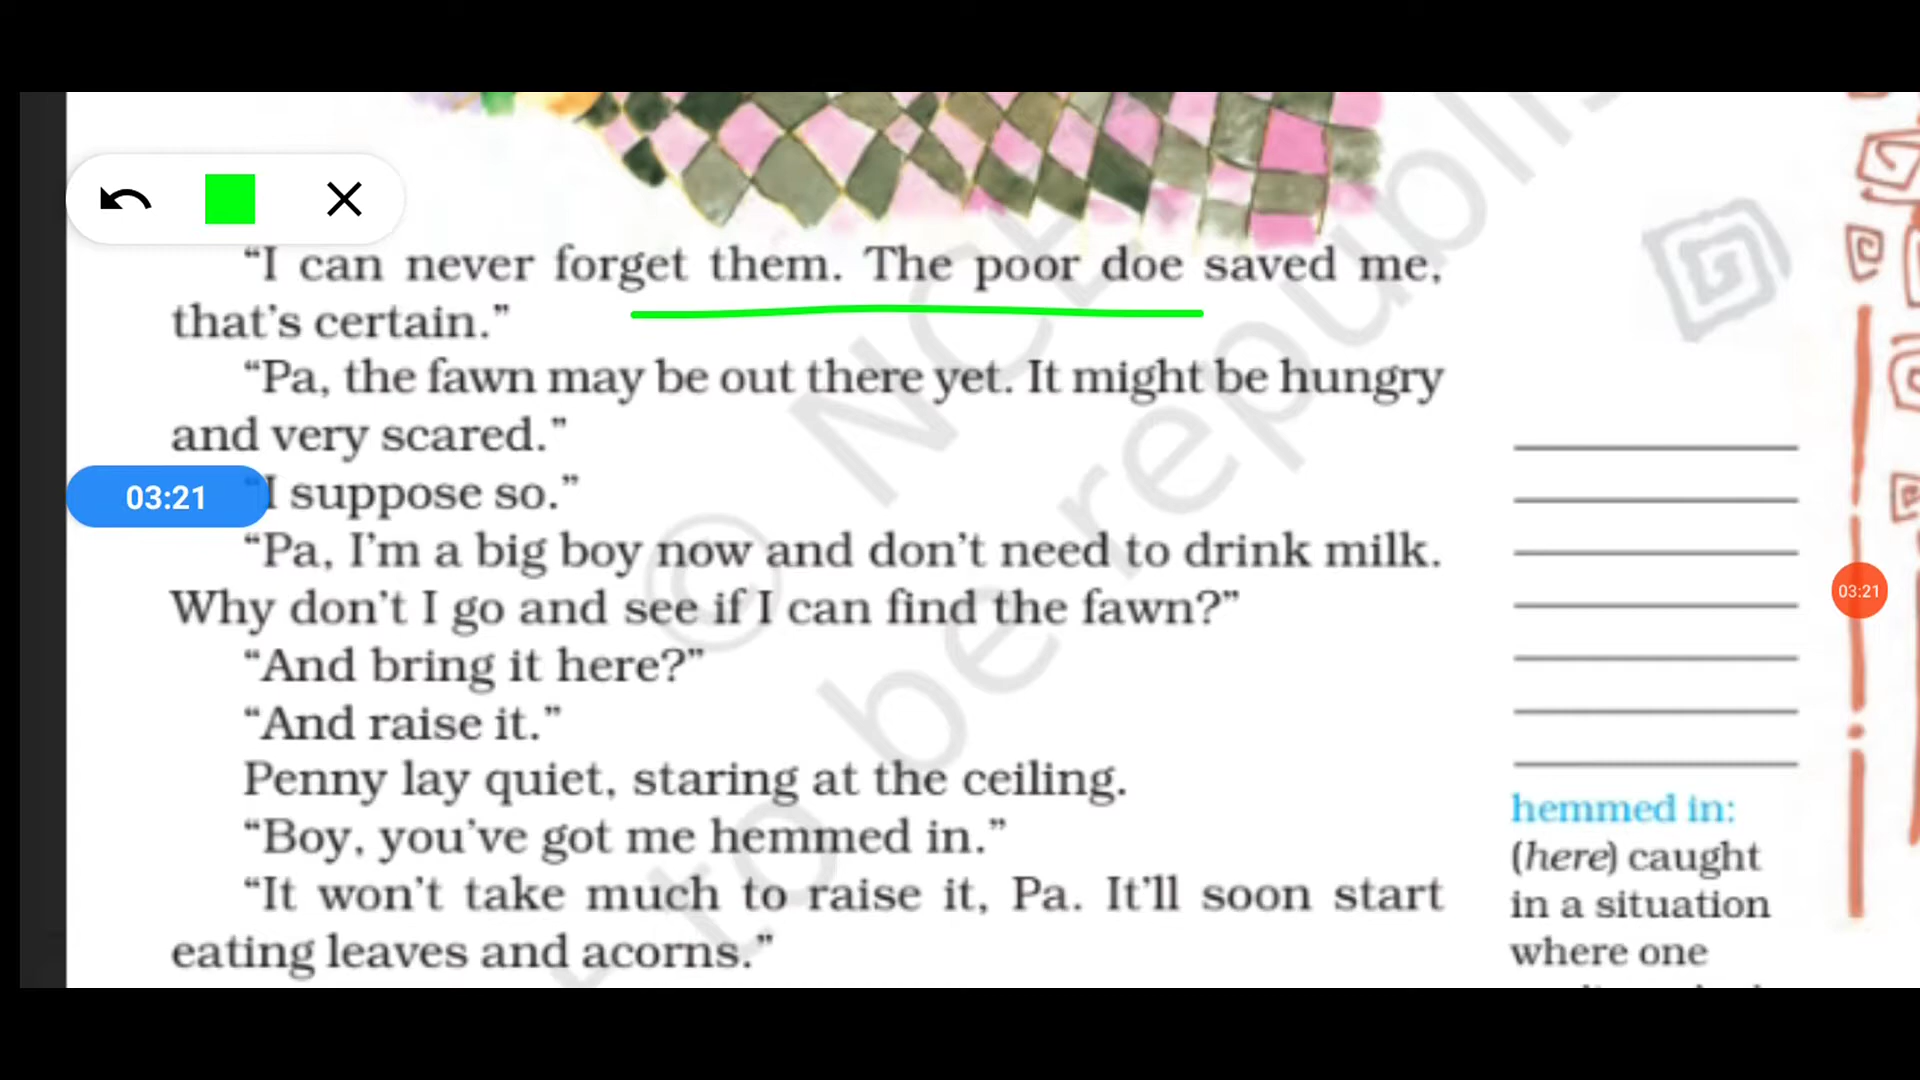 “I can never forget them. The poor doe saved me,
that’s certain.”
“Pa, the fawn may be out there yet. It might be hungry
and very scared.”
03:21
“I suppose so.”
“Pa, I’m a big boy now and don’t need to drink milk.
Why don’t I go and see if I can find the fawn?”
03:21
“And bring it here?”
“And raise it.”
Penny lay quiet, staring at the ceiling.
“Boy, you’ve got me hemmed in.”
“It won’t take much to raise it, Pa. It’ll soon start
eating leaves and acorns.”
hemmed in:
(here) caught
in a situation
where one
© NCE
to be republis